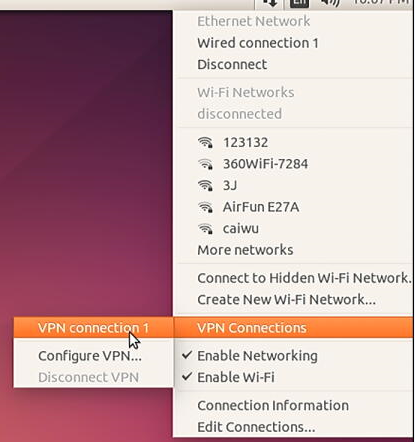 En
Ethernet Network
Wired connection 1
Disconnect
Wi-Fi Networks
disconnected
123132
360WiFi-7284
3J
AirFun E27A
caiwu
More networks
Connect to Hidden Wi-Fi Network.
Create New Wi-Fi Network...
VPN Connections
VPN connection 1
Configure VPN...
Disconnect VPN
Enable Networking
Enable Wi-Fi
Connection Information
Edit Connections...